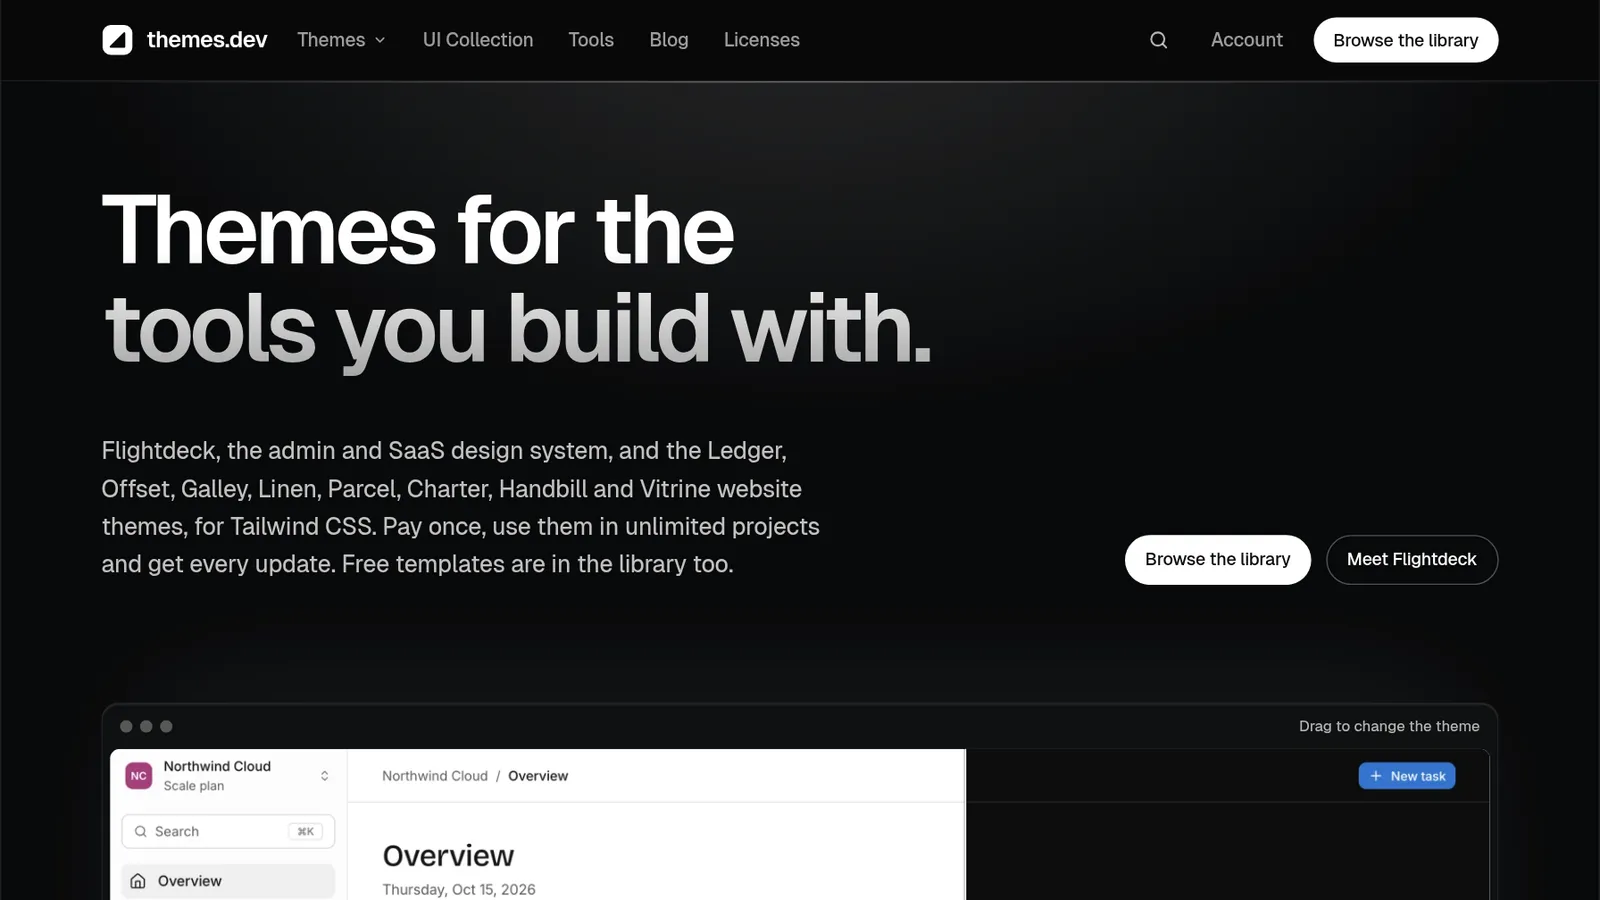 themes.dev
Themes
UI Collection
Tools
Blog
Licenses
Account
Browse the library
Themes for the
tools you build with.
Flightdeck, the admin and SaaS design system, and the Ledger,
Offset, Galley, Linen, Parcel, Charter, Handbill and Vitrine website
themes, for Tailwind CSS. Pay once, use them in unlimited projects
and get every update. Free templates are in the library too.
Browse the library
Meet Flightdeck
Drag to change the theme
NC
Northwind Cloud
Scale plan
Northwind Cloud / Overview
+ New task
Search
⌘K
Overview
Overview
Thursday, Oct 15, 2026